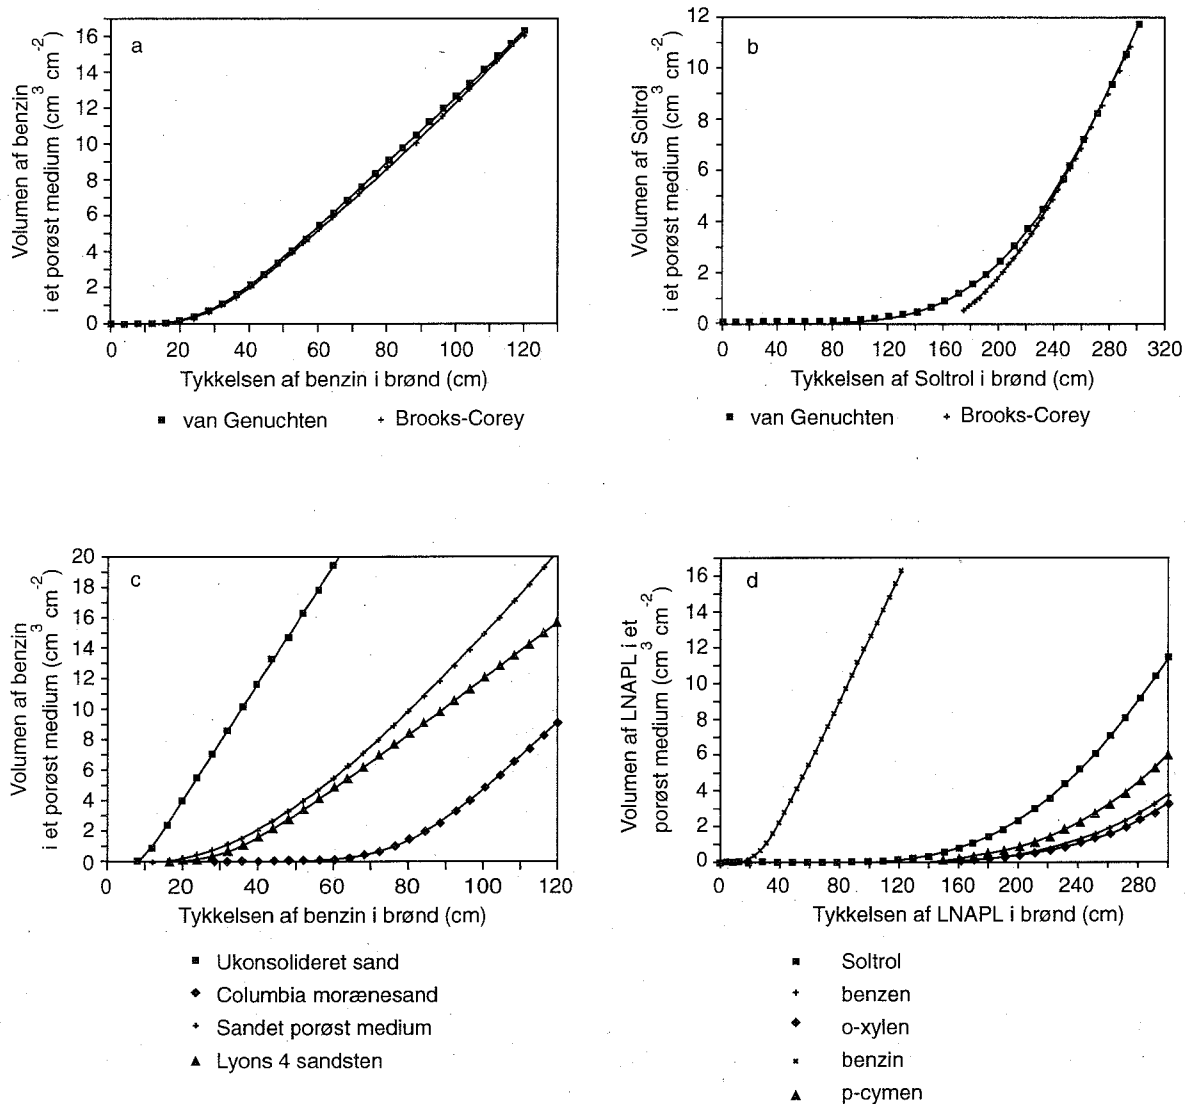 a
Volumen af benzin
i et porøst medium (cm³ cm⁻²)
16
14
12
10
8
6
4
2
0
0 20 40 60 80 100 120
Tykkelsen af benzin i brønd (cm)
van Genuchten Brooks-Corey
b
Volumen af Soltrol
i et porøst medium (cm³ cm⁻²)
12
10
8
6
4
2
0
0 40 80 120 160 200 240 280 320
Tykkelsen af Soltrol i brønd (cm)
van Genuchten Brooks-Corey
c
Volumen af benzin
i et porøst medium (cm³ cm⁻²)
20
18
16
14
12
10
8
6
4
2
0
0 20 40 60 80 100 120
Tykkelsen af benzin i brønd (cm)
Ukonsolideret sand
Columbia morænesand
Sandet porøst medium
Lyons 4 sandsten
d
Volumen af LNAPL i et
porøst medium (cm³ cm⁻²)
16
14
12
10
8
6
4
2
0
0 40 80 120 160 200 240 280
Tykkelsen af LNAPL i brønd (cm)
Soltrol
benzen
o-xylen
benzin
p-cymen